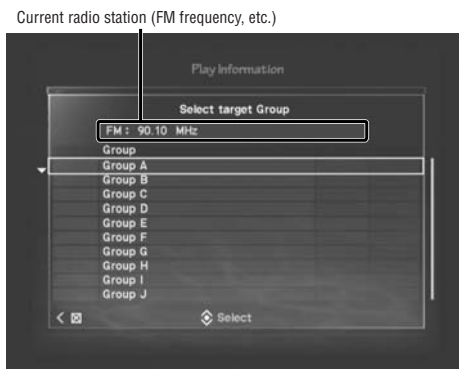 Current radio station (FM frequency, etc.)
Play Information
Select target Group
FM : 90.10 MHz
Group
Group A
Group B
Group C
Group D
Group E
Group F
Group G
Group H
Group I
Group J
Select